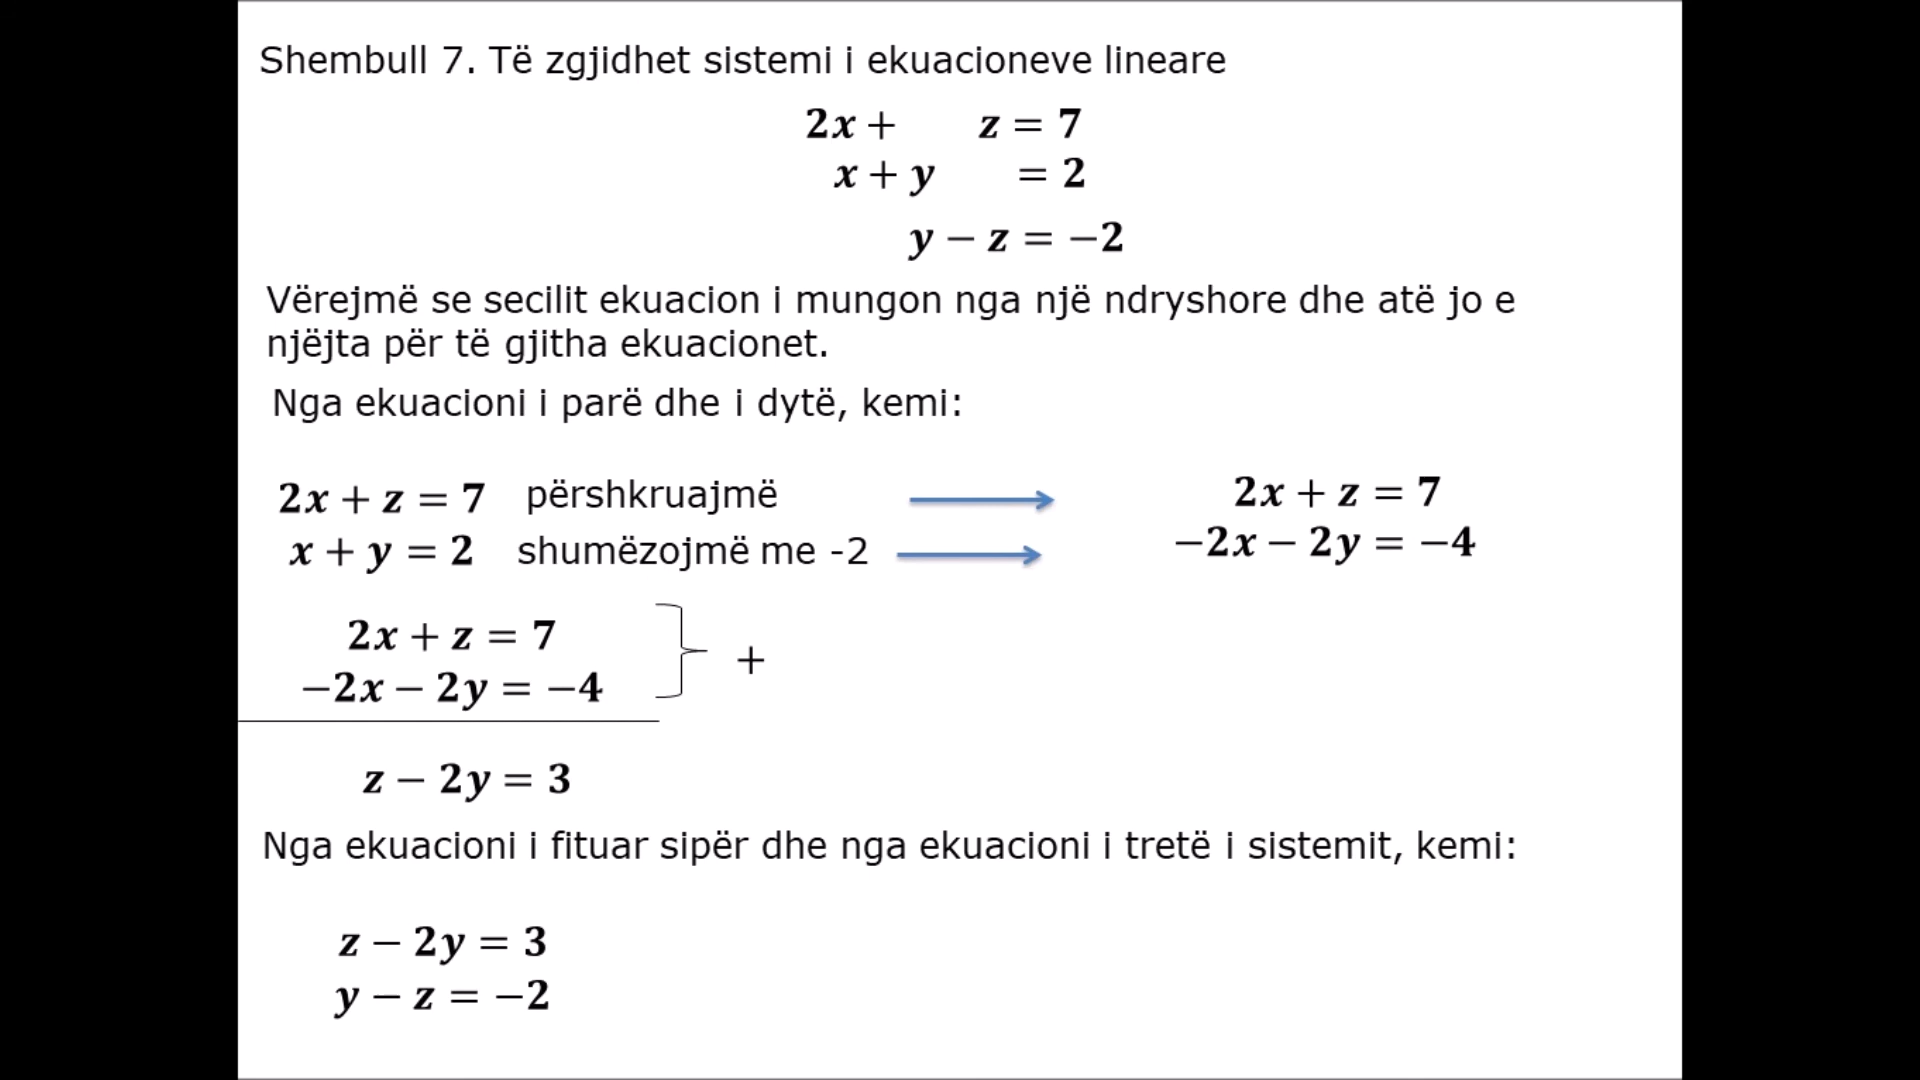 Shembull 7. Të zgjidhet sistemi i ekuacioneve lineare
2x + z = 7
x + y = 2
y − z = −2
Vërejmë se secilit ekuacion i mungon nga një ndryshore dhe atë jo e
njëjta për të gjitha ekuacionet.
Nga ekuacioni i parë dhe i dytë, kemi:
2x + z = 7 përshkruajmë 2x + z = 7
x + y = 2 shumëzojmë me -2 −2x − 2y = −4
2x + z = 7
+
−2x − 2y = −4
z − 2y = 3
Nga ekuacioni i fituar sipër dhe nga ekuacioni i tretë i sistemit, kemi:
z − 2y = 3
y − z = −2